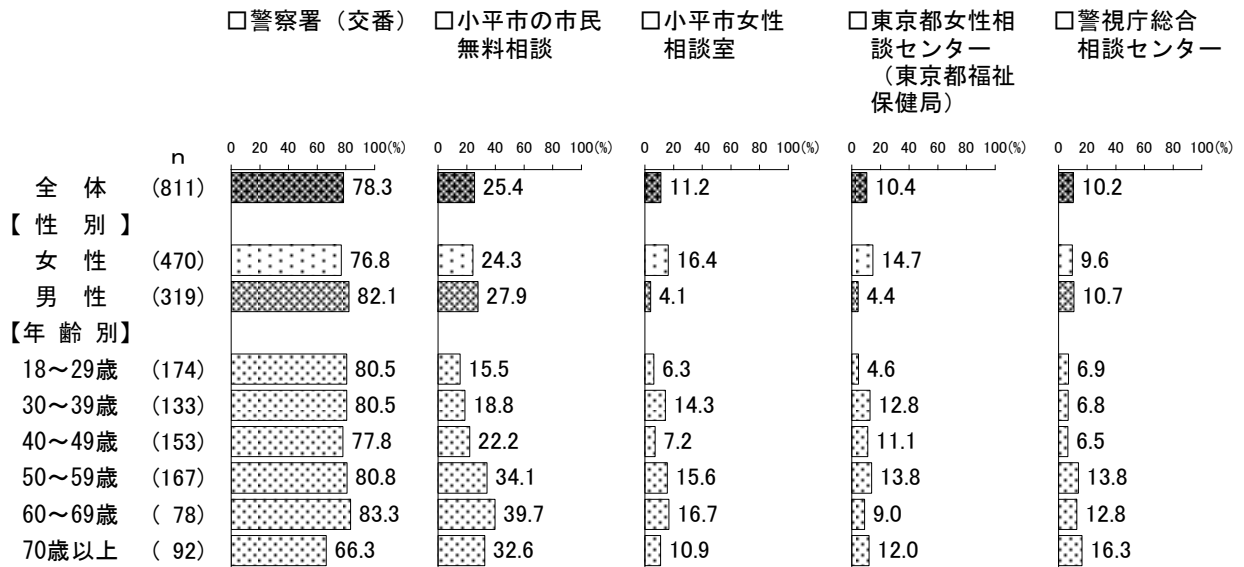 □警察署（交番） □小平市の市民 □小平市女性 □東京都女性相 □警視庁総合
無料相談 相談室 談センター 相談センター
（東京都福祉
保健局）
n 0 20 40 60 80 100(%) 0 20 40 60 80 100(%) 0 20 40 60 80 100(%) 0 20 40 60 80 100(%) 0 20 40 60 80 100(%)
全 体 (811) 78.3 25.4 11.2 10.4 10.2
【 性 別 】
女 性 (470) 76.8 24.3 16.4 14.7 9.6
男 性 (319) 82.1 27.9 4.1 4.4 10.7
【年 齢 別】
18～29歳 (174) 80.5 15.5 6.3 4.6 6.9
30～39歳 (133) 80.5 18.8 14.3 12.8 6.8
40～49歳 (153) 77.8 22.2 7.2 11.1 6.5
50～59歳 (167) 80.8 34.1 15.6 13.8 13.8
60～69歳 ( 78) 83.3 39.7 16.7 9.0 12.8
70歳以上 ( 92) 66.3 32.6 10.9 12.0 16.3